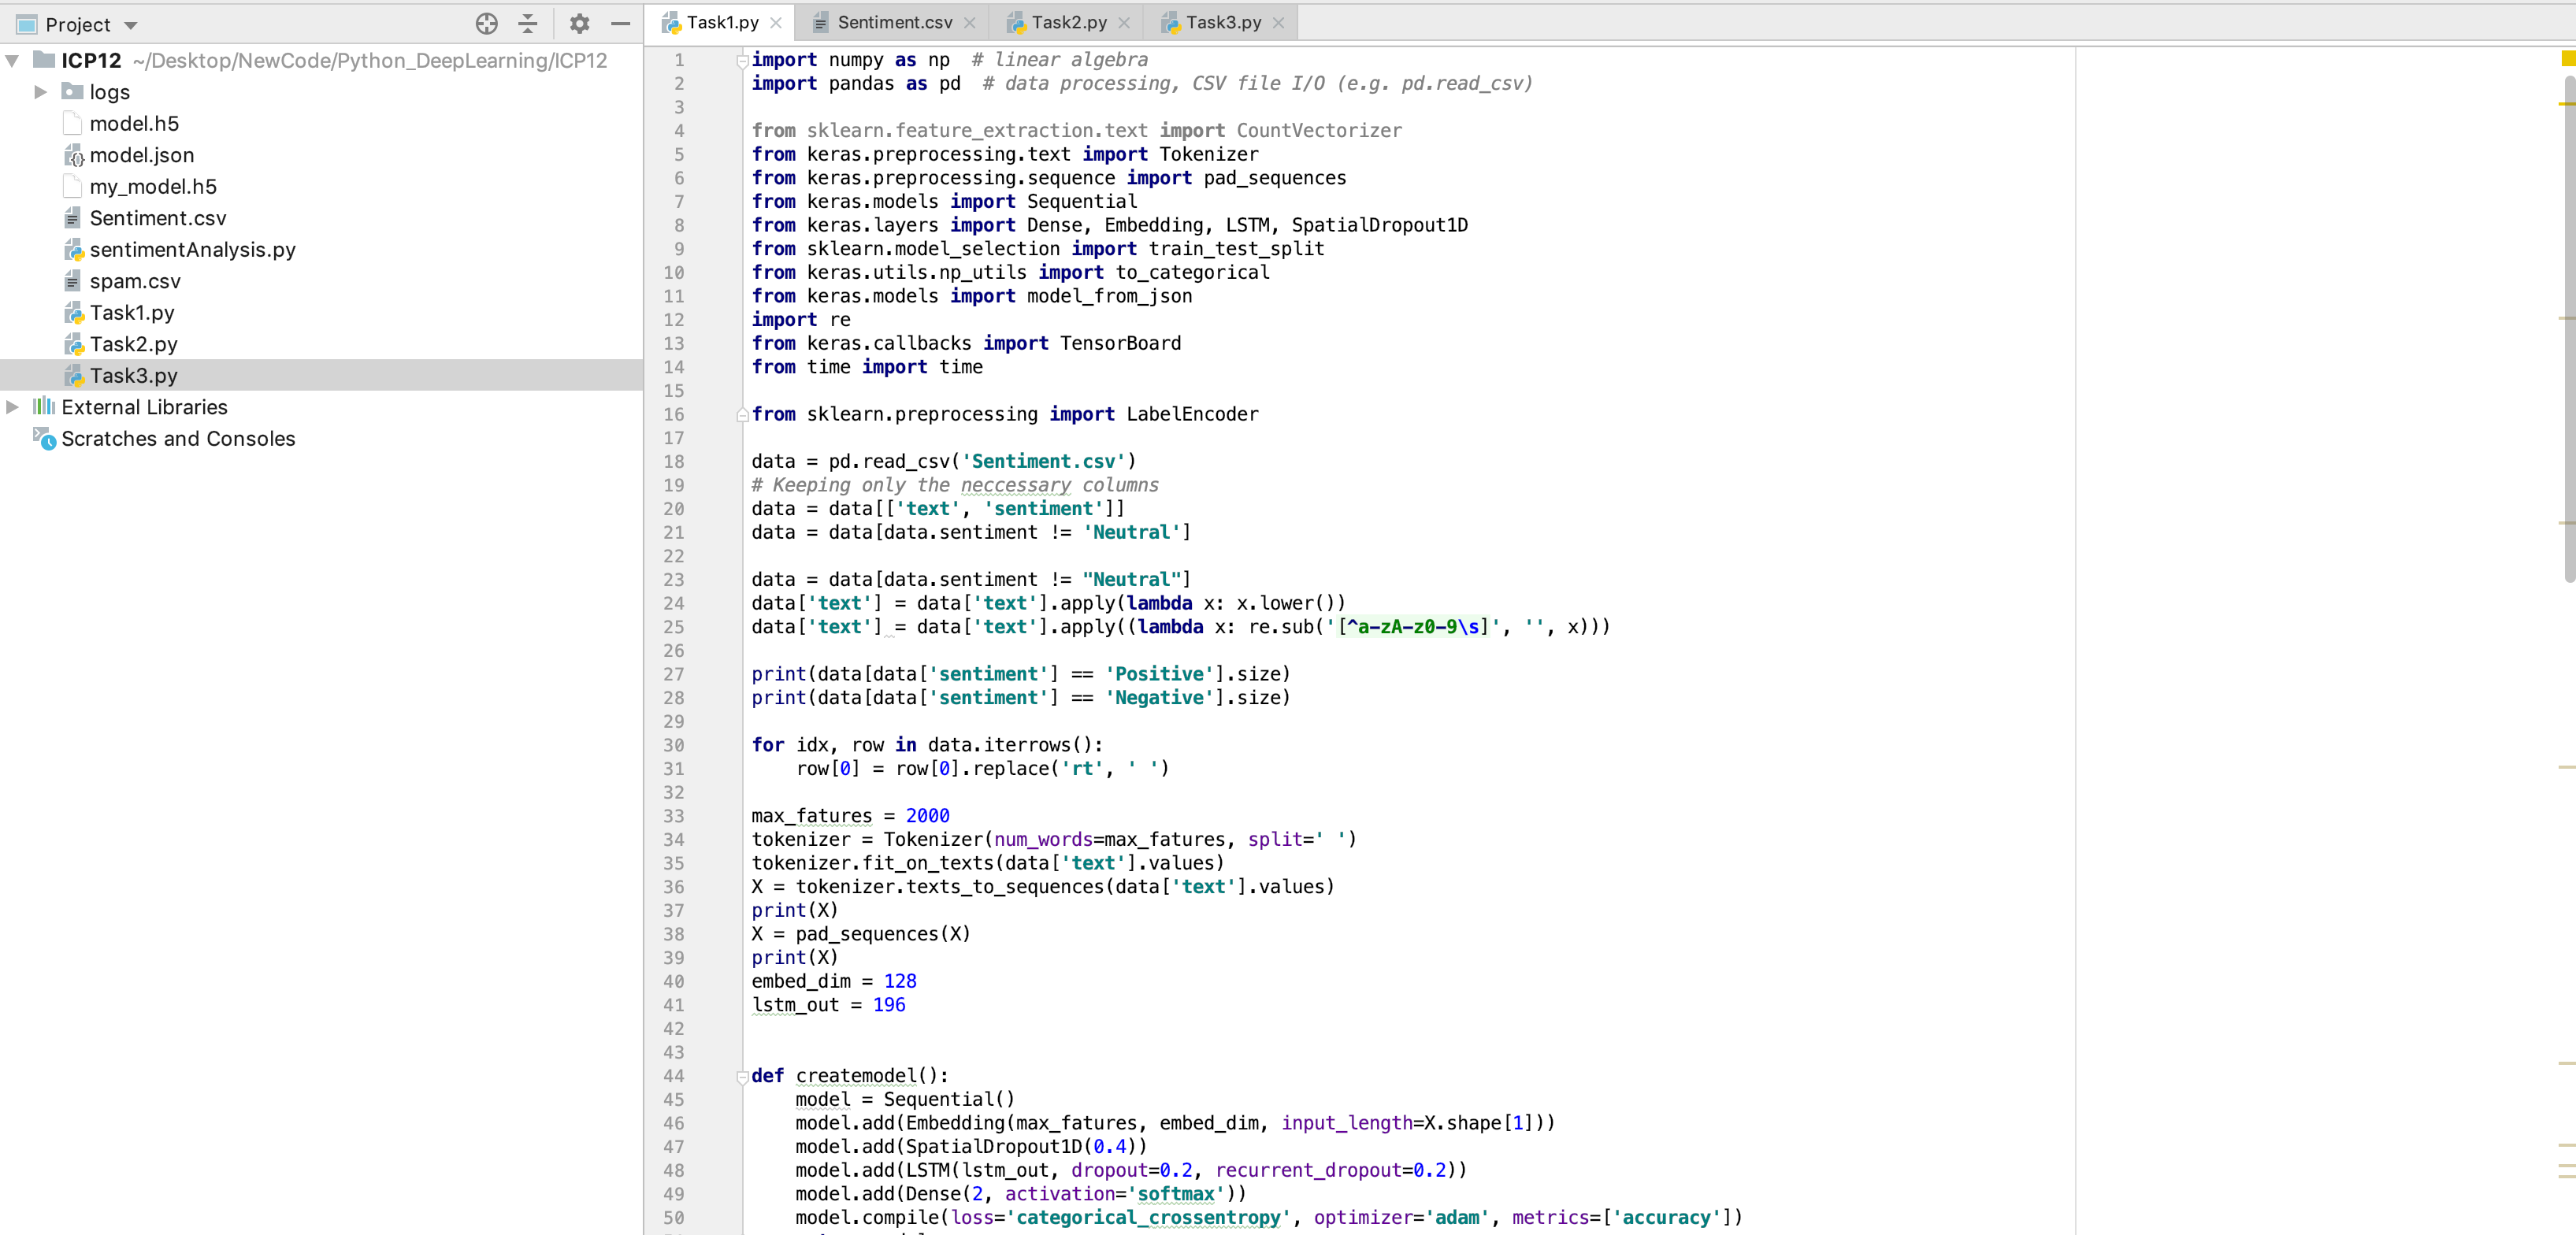 Project
ICP12 ~/Desktop/NewCode/Python_DeepLearning/ICP12
logs
model.h5
model.json
my_model.h5
Sentiment.csv
sentimentAnalysis.py
spam.csv
Task1.py
Task2.py
Task3.py
External Libraries
Scratches and Consoles
Task1.py Sentiment.csv Task2.py Task3.py
1 import numpy as np  # linear algebra
2 import pandas as pd  # data processing, CSV file I/O (e.g. pd.read_csv)
3
4 from sklearn.feature_extraction.text import CountVectorizer
5 from keras.preprocessing.text import Tokenizer
6 from keras.preprocessing.sequence import pad_sequences
7 from keras.models import Sequential
8 from keras.layers import Dense, Embedding, LSTM, SpatialDropout1D
9 from sklearn.model_selection import train_test_split
10 from keras.utils.np_utils import to_categorical
11 from keras.models import model_from_json
12 import re
13 from keras.callbacks import TensorBoard
14 from time import time
15
16 from sklearn.preprocessing import LabelEncoder
17
18 data = pd.read_csv('Sentiment.csv')
19 # Keeping only the neccessary columns
20 data = data[['text', 'sentiment']]
21 data = data[data.sentiment != 'Neutral']
22
23 data = data[data.sentiment != "Neutral"]
24 data['text'] = data['text'].apply(lambda x: x.lower())
25 data['text'] = data['text'].apply((lambda x: re.sub('[^a-zA-z0-9\s]', '', x)))
26
27 print(data[data['sentiment'] == 'Positive'].size)
28 print(data[data['sentiment'] == 'Negative'].size)
29
30 for idx, row in data.iterrows():
31     row[0] = row[0].replace('rt', ' ')
32
33 max_fatures = 2000
34 tokenizer = Tokenizer(num_words=max_fatures, split=' ')
35 tokenizer.fit_on_texts(data['text'].values)
36 X = tokenizer.texts_to_sequences(data['text'].values)
37 print(X)
38 X = pad_sequences(X)
39 print(X)
40 embed_dim = 128
41 lstm_out = 196
42
43
44 def createmodel():
45     model = Sequential()
46     model.add(Embedding(max_fatures, embed_dim, input_length=X.shape[1]))
47     model.add(SpatialDropout1D(0.4))
48     model.add(LSTM(lstm_out, dropout=0.2, recurrent_dropout=0.2))
49     model.add(Dense(2, activation='softmax'))
50     model.compile(loss='categorical_crossentropy', optimizer='adam', metrics=['accuracy'])